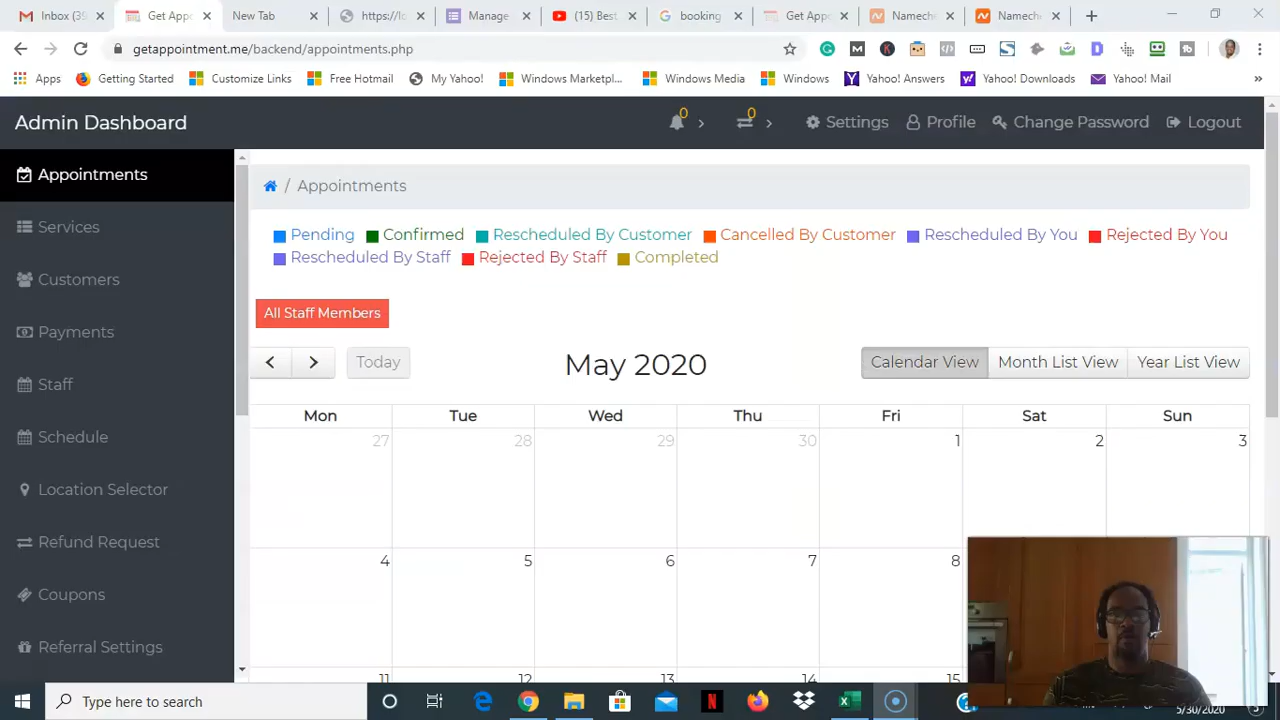 Inbox (39
Get Appo
New Tab
https://lo
Manage
(15) Best
booking
Get Appo
Namech
Namech
getappointment.me/backend/appointments.php
Apps
Getting Started
Customize Links
Free Hotmail
My Yahoo!
Windows Marketpl...
Windows Media
Windows
Yahoo! Answers
Yahoo! Downloads
Yahoo! Mail
»
Admin Dashboard
0
0
Settings
Profile
Change Password
Logout
Appointments
Services
Customers
Payments
Staff
Schedule
Location Selector
Refund Request
Coupons
Referral Settings
/ Appointments
Pending Confirmed Rescheduled By Customer Cancelled By Customer Rescheduled By You Rejected By You
Rescheduled By Staff Rejected By Staff Completed
All Staff Members
Today
May 2020
Calendar View
Month List View
Year List View
Mon Tue Wed Thu Fri Sat Sun
27 28 29 30 1 2 3
4 5 6 7 8
11 12 13 14 15
Type here to search
5/30/2020